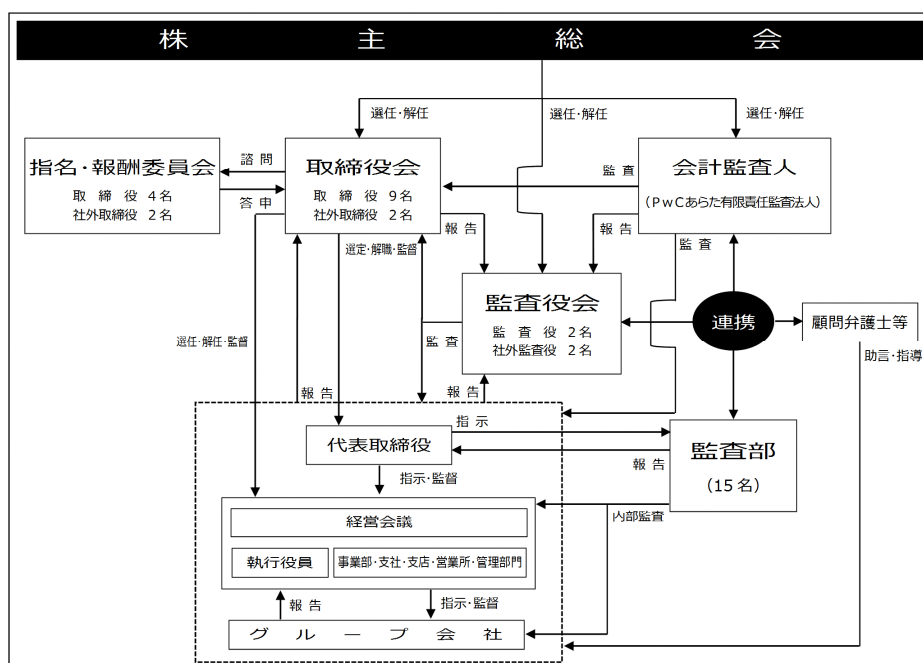 株主総会
選任・解任
選任・解任
選任・解任
指名・報酬委員会
取締役 4名
社外取締役 2名
諮問
答申
取締役会
取締役 9名
社外取締役 2名
監査
会計監査人
(PwCあらた有限責任監査法人)
報告
報告
監査
選定・解職・監督
監査役会
監査役 2名
社外監査役 2名
連携
顧問弁護士等
助言・指導
選任・解任・監督
監査
報告
報告
代表取締役
指示
報告
監査部
(15名)
指示・監督
内部監査
経営会議
執行役員
事業部・支社・支店・営業所・管理部門
報告
指示・監督
グループ会社